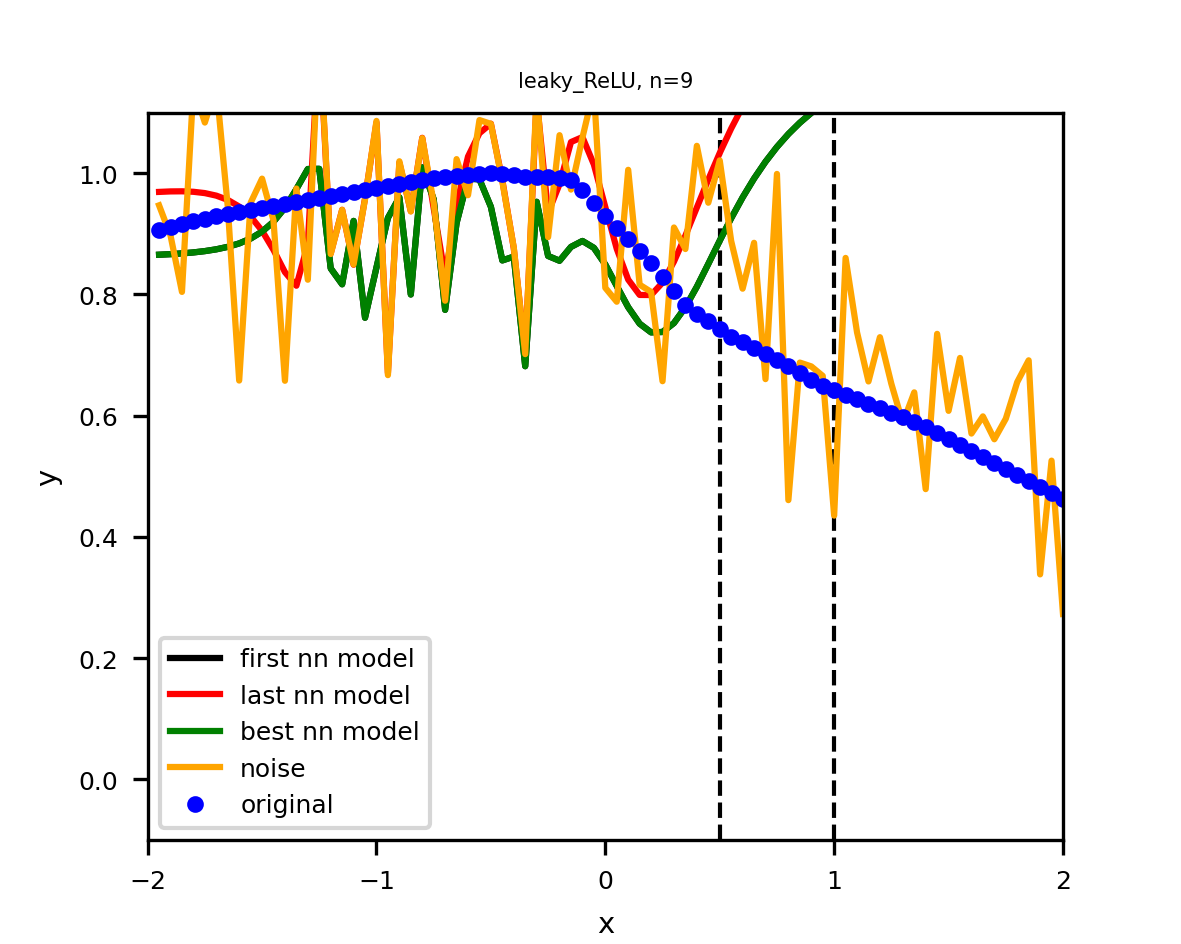 leaky_ReLU, n=9
1.0
0.8
0.6
0.4
0.2
0.0
y
first nn model
last nn model
best nn model
noise
original
−2
−1
0
1
2
x